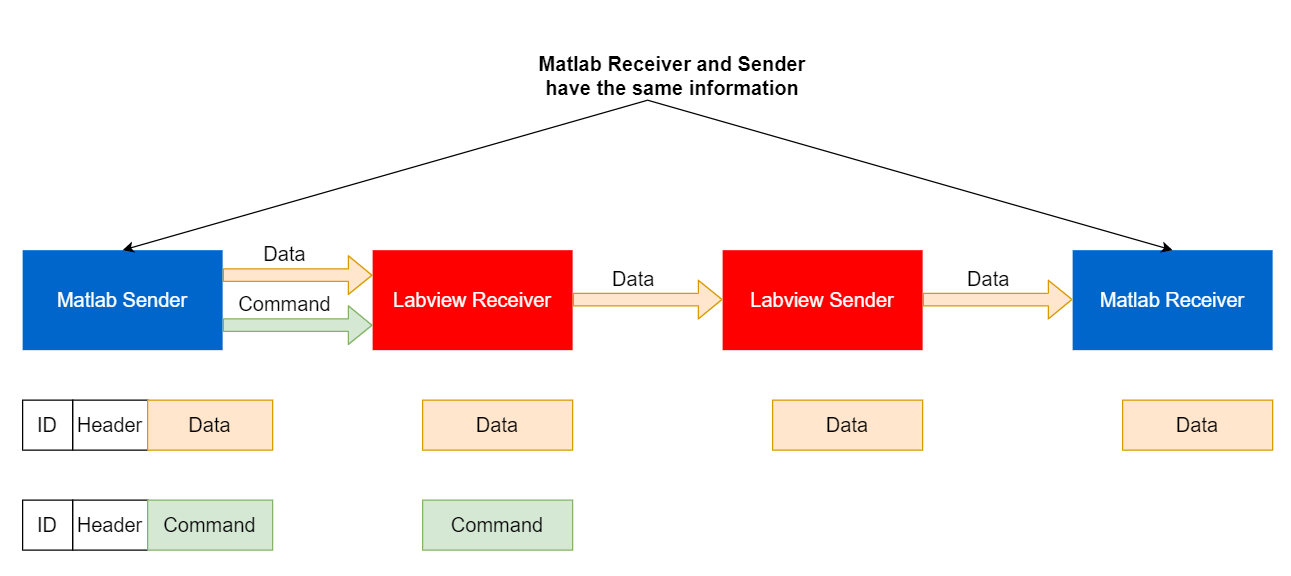 Matlab Receiver and Sender
have the same information
Data
Command
Data
Data
Matlab Sender
Labview Receiver
Labview Sender
Matlab Receiver
ID Header Data
Data
Data
Data
ID Header Command
Command